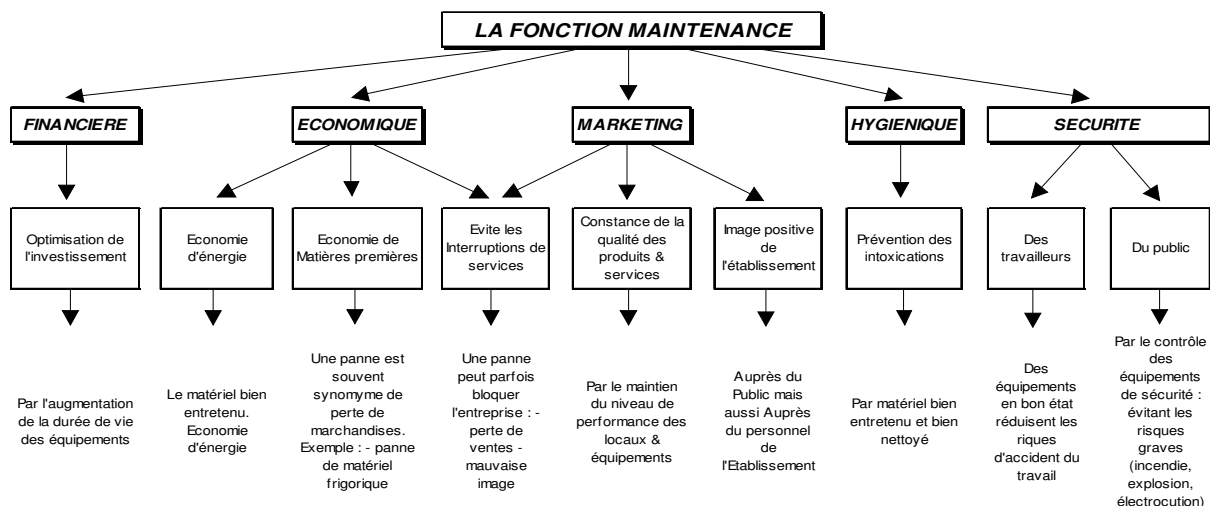 LA FONCTION MAINTENANCE
FINANCIERE
ECONOMIQUE
MARKETING
HYGIENIQUE
SECURITE
Optimisation de
l'investissement
Economie
d'énergie
Economie de
Matières premières
Evite les
Interruptions de
services
Constance de la
qualité des
produits &
services
Image positive
de
l'établissement
Prévention des
intoxications
Des
travailleurs
Du public
Par l'augmentation
de la durée de vie
des équipements
Le matériel bien
entretenu.
Economie
d'énergie
Une panne est
souvent
synomyme de
perte de
marchandises.
Exemple : - panne
de matériel
frigorique
Une panne
peut parfois
bloquer
l'entreprise : -
perte de
ventes -
mauvaise
image
Par le maintien
du niveau de
performance des
locaux &
équipements
Auprès du
Public mais
aussi Auprès
du personnel
de
l'Etablissement
Par matériel bien
entretenu et bien
nettoyé
Des
équipements
en bon état
réduisent les
riques
d'accident du
travail
Par le contrôle
des
équipements
de sécurité :
évitant les
risques
graves
(incendie,
explosion,
électrocution)